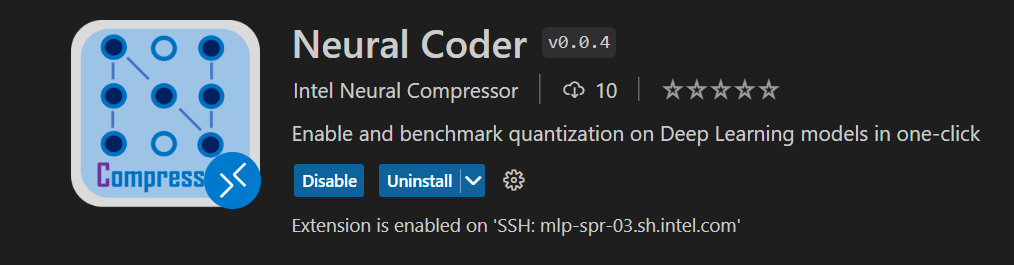 Neural Coder v0.0.4
Intel Neural Compressor 10
Enable and benchmark quantization on Deep Learning models in one-click
Compress
Disable Uninstall
Extension is enabled on 'SSH: mlp-spr-03.sh.intel.com'